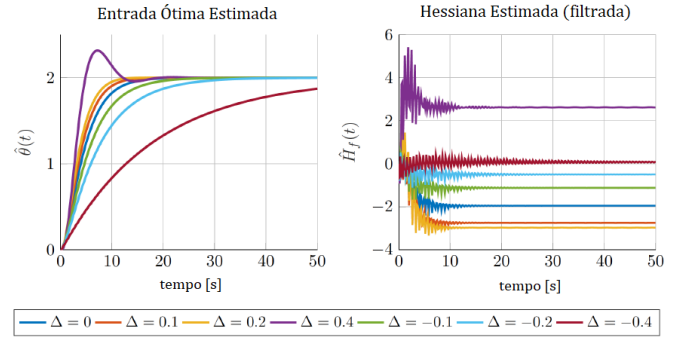 Entrada Ótima Estimada
Hessiana Estimada (filtrada)
2
1
0
θ̂(t)
0 10 20 30 40 50
tempo [s]
6
4
2
0
−2
−4
Ĥf(t)
0 10 20 30 40 50
tempo [s]
Δ = 0 Δ = 0.1 Δ = 0.2 Δ = 0.4 Δ = −0.1 Δ = −0.2 Δ = −0.4